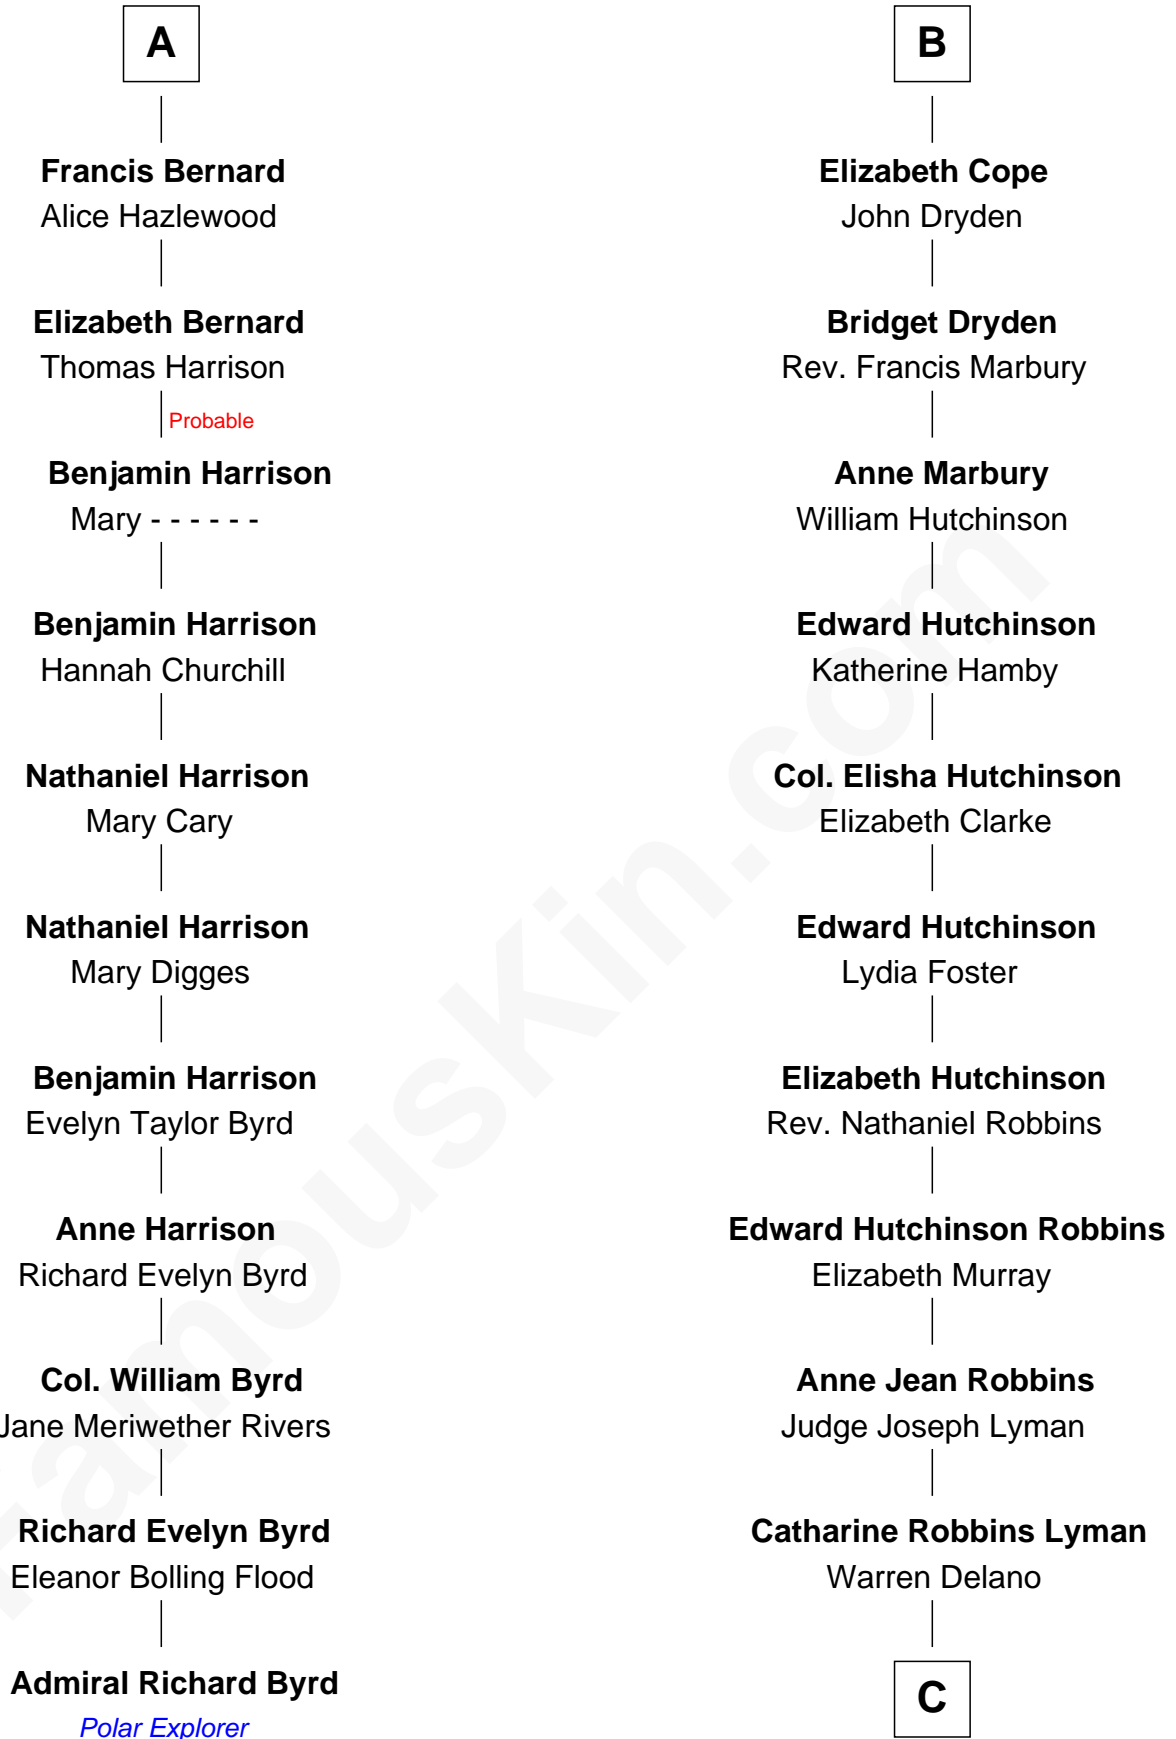 A
Francis Bernard
Alice Hazlewood
Elizabeth Bernard
Thomas Harrison
Probable
Benjamin Harrison
Mary - - - - - -
Benjamin Harrison
Hannah Churchill
Nathaniel Harrison
Mary Cary
Nathaniel Harrison
Mary Digges
Benjamin Harrison
Evelyn Taylor Byrd
Anne Harrison
Richard Evelyn Byrd
Col. William Byrd
Jane Meriwether Rivers
Richard Evelyn Byrd
Eleanor Bolling Flood
Admiral Richard Byrd
Polar Explorer
B
Elizabeth Cope
John Dryden
Bridget Dryden
Rev. Francis Marbury
Anne Marbury
William Hutchinson
Edward Hutchinson
Katherine Hamby
Col. Elisha Hutchinson
Elizabeth Clarke
Edward Hutchinson
Lydia Foster
Elizabeth Hutchinson
Rev. Nathaniel Robbins
Edward Hutchinson Robbins
Elizabeth Murray
Anne Jean Robbins
Judge Joseph Lyman
Catharine Robbins Lyman
Warren Delano
C
FamousKin.com